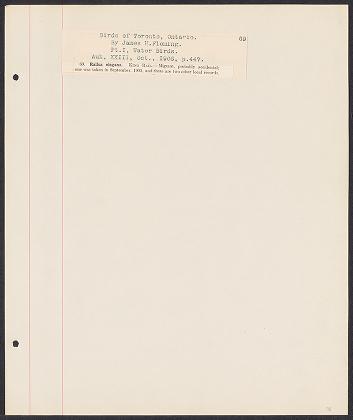 Birds of Toronto, Ontario.
By James H.Fleming.
Pt.I, Water Birds.
Auk, XXIII, Oct., 1906, p.447.
69
69. Rallus elegans. King Rail.—Migrant, probably accidental;
one was taken in September, 1903, and there are two other local records.